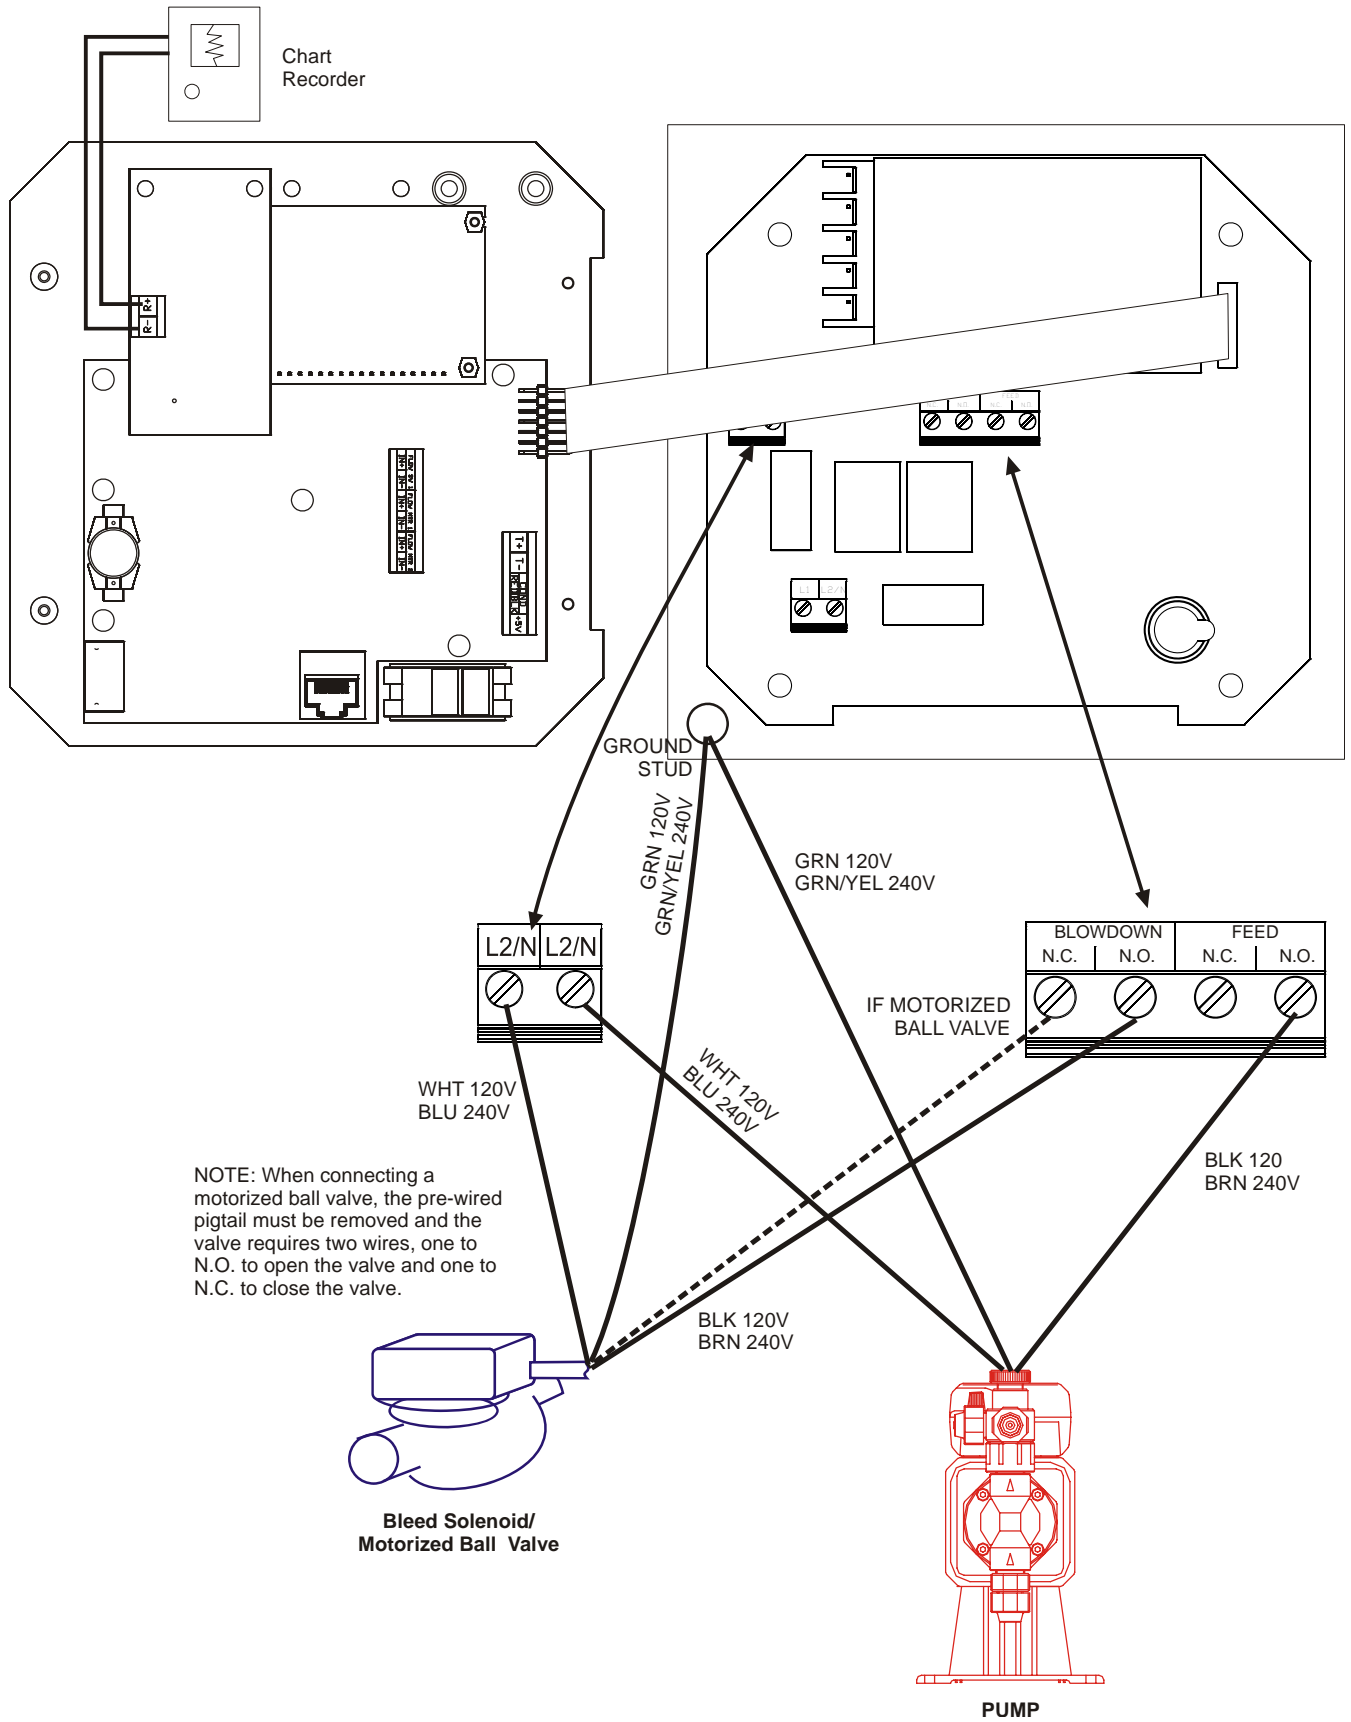 Chart
Recorder
R+
R-
FEED
N.C.
N.O.
N.C.
N.O.
T+
T-
+5V
L1
L2/N
GROUND
STUD
GRN 120V
GRN/YEL 240V
GRN 120V
GRN/YEL 240V
L2/N
L2/N
BLOWDOWN
FEED
N.C.
N.O.
N.C.
N.O.
IF MOTORIZED
BALL VALVE
WHT 120V
BLU 240V
WHT 120V
BLU 240V
BLK 120
BRN 240V
NOTE: When connecting a
motorized ball valve, the pre-wired
pigtail must be removed and the
valve requires two wires, one to
N.O. to open the valve and one to
N.C. to close the valve.
BLK 120V
BRN 240V
Bleed Solenoid/
Motorized Ball Valve
PUMP